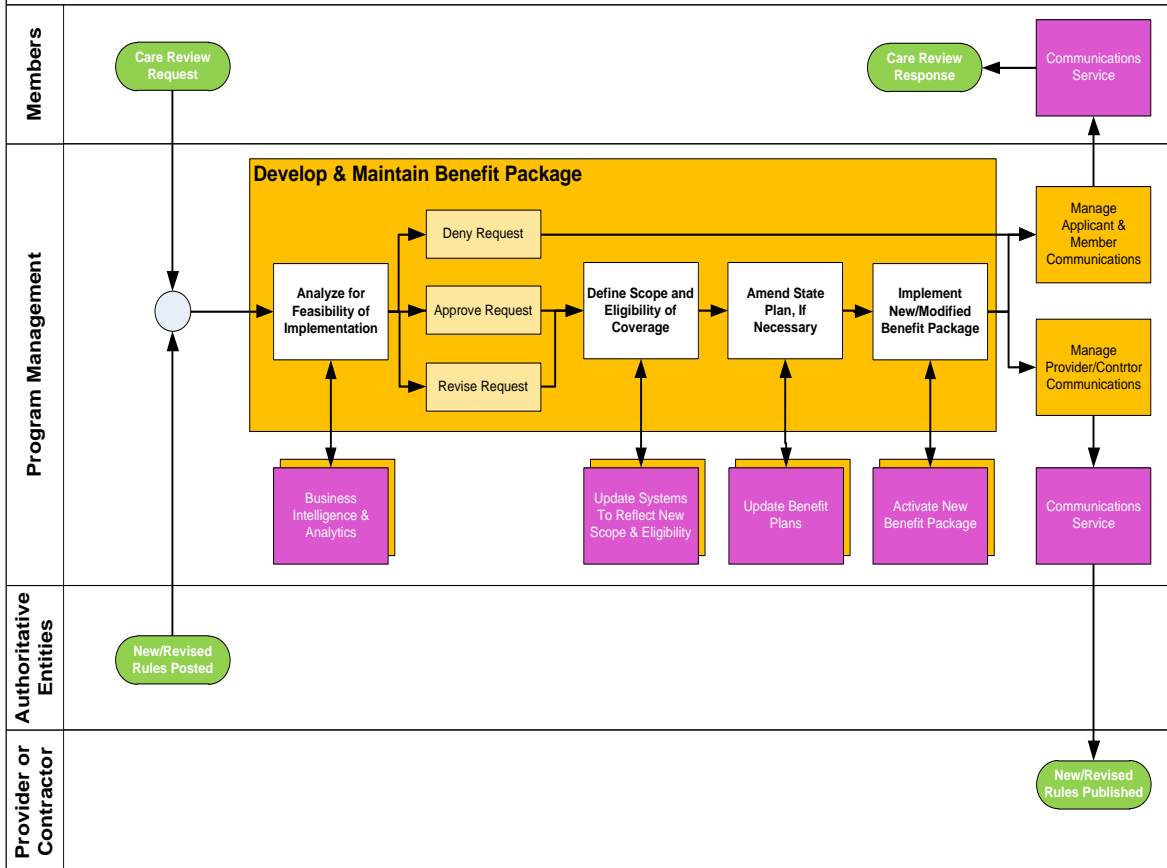 Members
Care Review
Request
Care Review
Response
Communications
Service
Program Management
Develop & Maintain Benefit Package
Analyze for
Feasibility of
Implementation
Deny Request
Approve Request
Revise Request
Define Scope and
Eligibility of
Coverage
Amend State
Plan, If
Necessary
Implement
New/Modified
Benefit Package
Manage
Applicant &
Member
Communications
Manage
Provider/Contrtor
Communications
Business
Intelligence &
Analytics
Update Systems
To Reflect New
Scope & Eligibility
Update Benefit
Plans
Activate New
Benefit Package
Communications
Service
Authoritative
Entities
New/Revised
Rules Posted
Provider or
Contractor
New/Revised
Rules Published